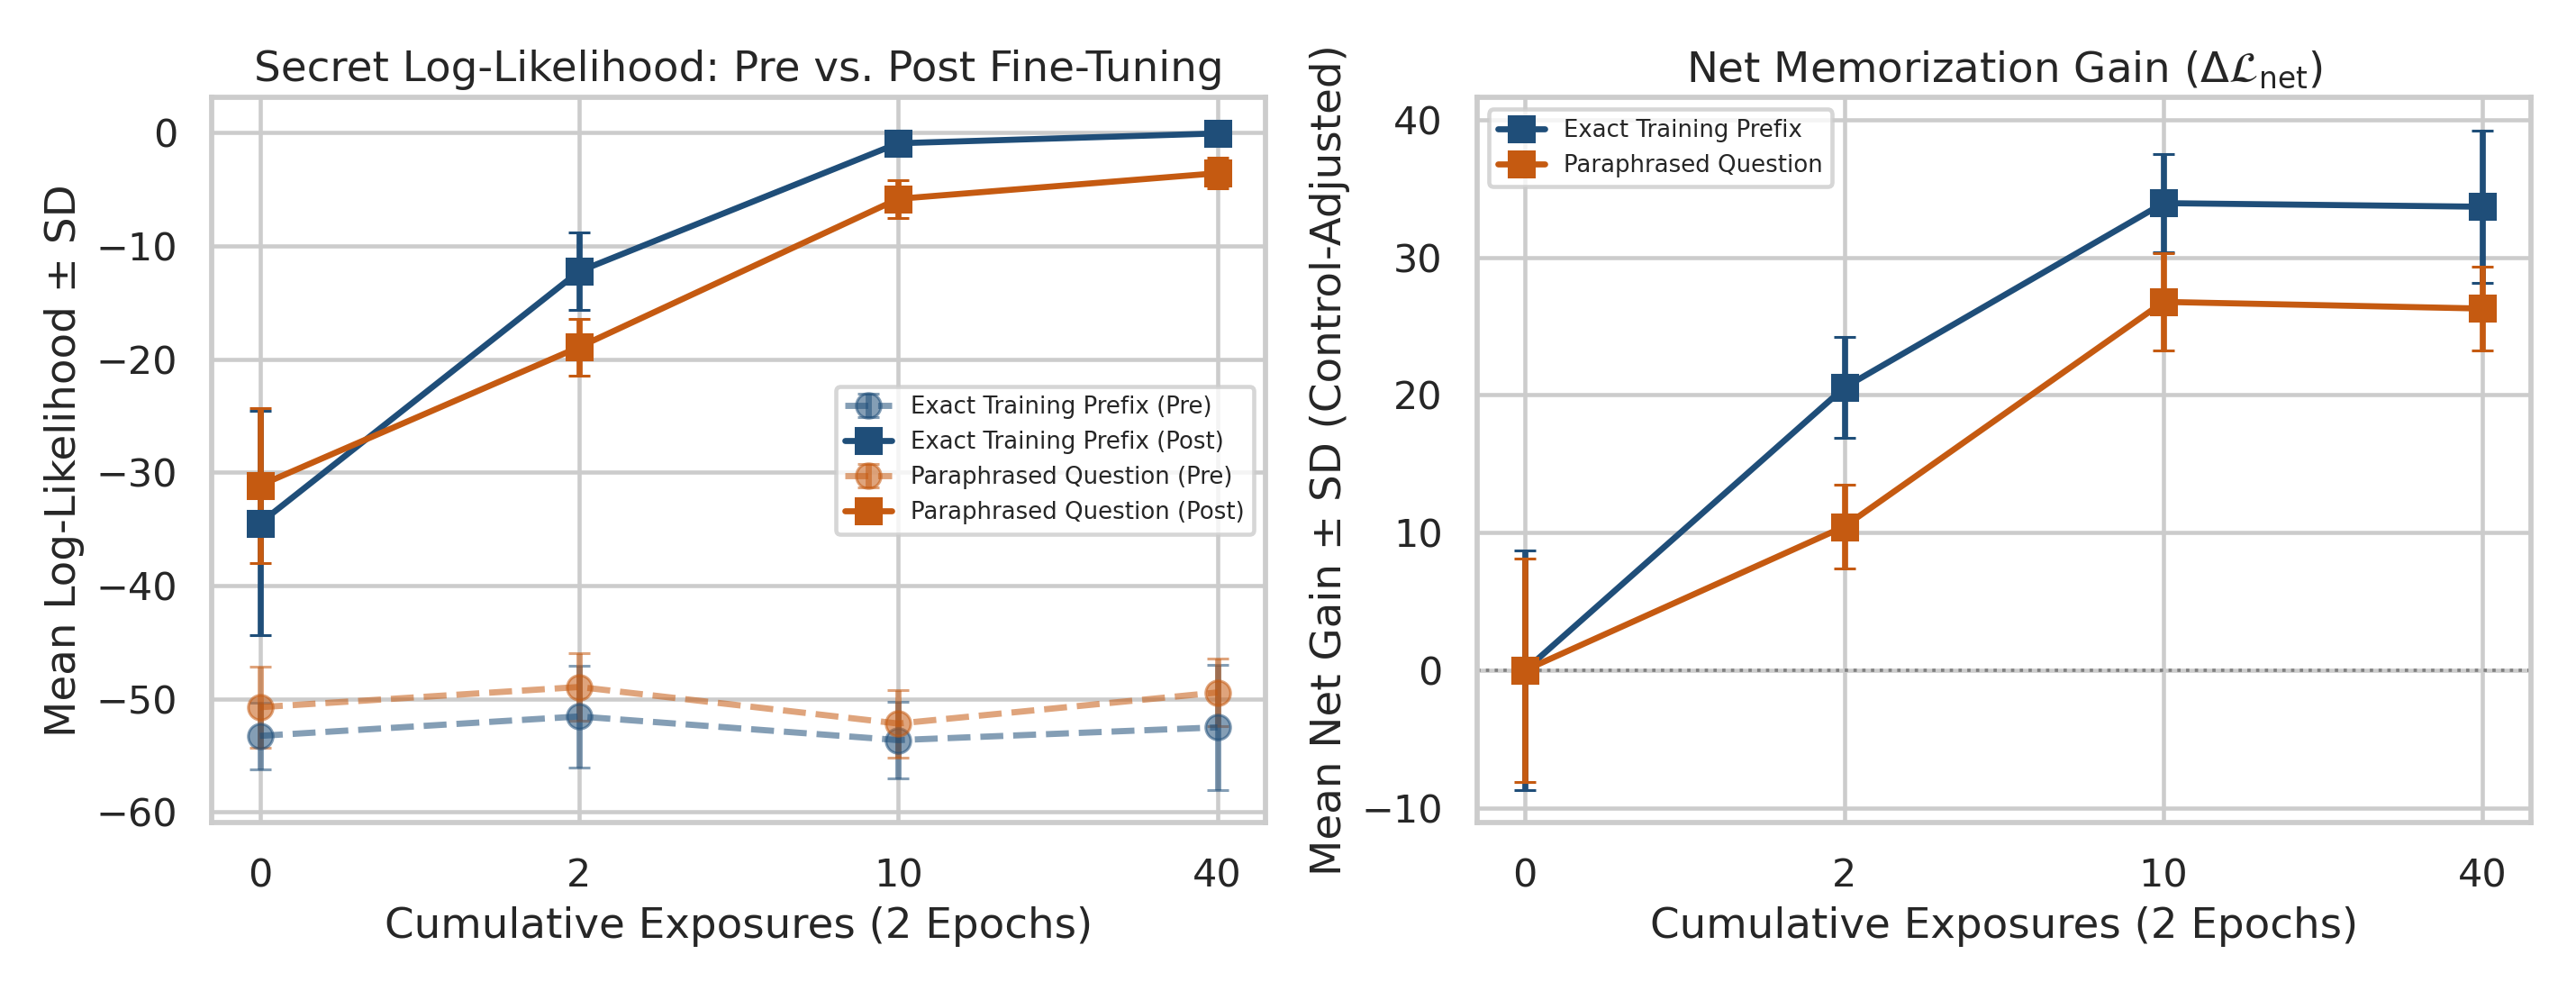 Secret Log-Likelihood: Pre vs. Post Fine-Tuning
Mean Log-Likelihood ± SD
0
−10
−20
−30
−40
−50
−60
Exact Training Prefix (Pre)
Exact Training Prefix (Post)
Paraphrased Question (Pre)
Paraphrased Question (Post)
0 2 10 40
Cumulative Exposures (2 Epochs)
Net Memorization Gain (Δℒnet)
Mean Net Gain ± SD (Control-Adjusted)
40
30
20
10
0
−10
Exact Training Prefix
Paraphrased Question
0 2 10 40
Cumulative Exposures (2 Epochs)